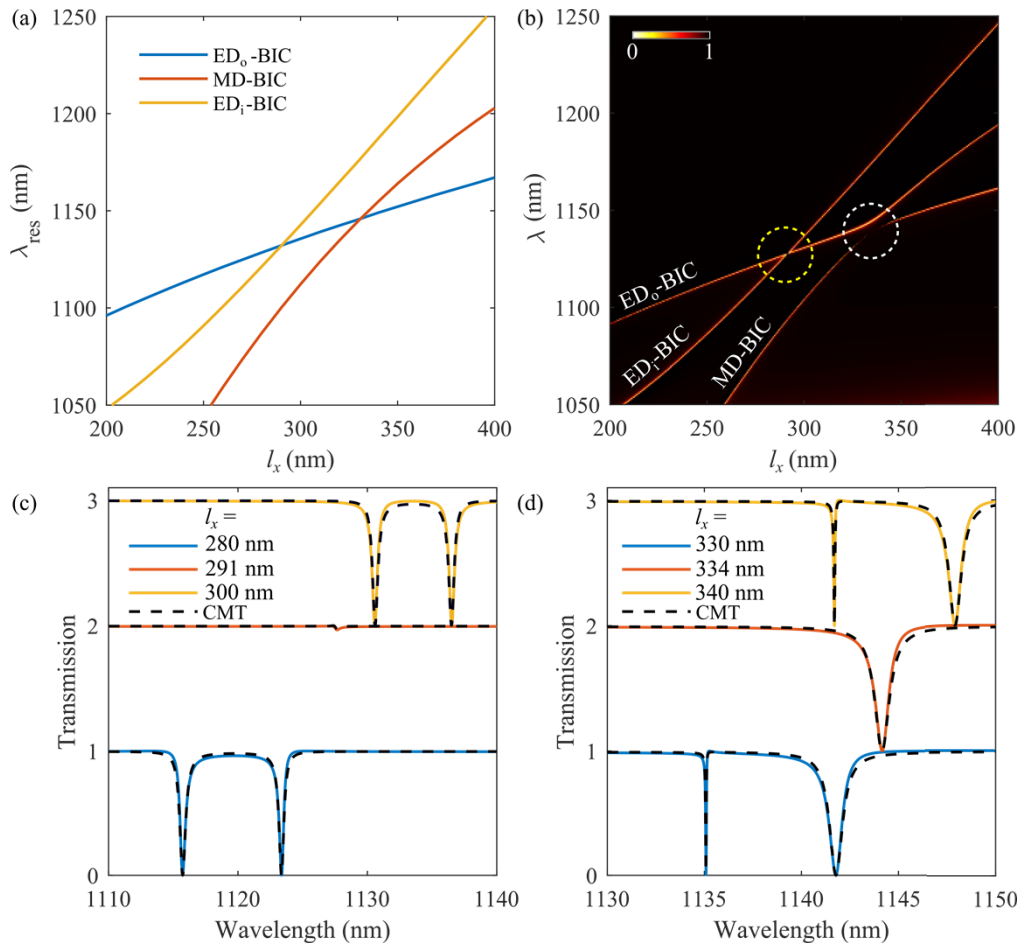 (a)
1250
1200
1150
1100
1050
λres (nm)
ED₀-BIC
MD-BIC
EDᵢ-BIC
200
250
300
350
400
lx (nm)
(b)
1250
1200
1150
1100
1050
λ (nm)
0
1
ED₀-BIC
EDᵢ-BIC
MD-BIC
200
250
300
350
400
lx (nm)
(c)
3
2
1
0
Transmission
lx =
280 nm
291 nm
300 nm
CMT
1110
1120
1130
1140
Wavelength (nm)
(d)
3
2
1
0
Transmission
lx =
330 nm
334 nm
340 nm
CMT
1130
1135
1140
1145
1150
Wavelength (nm)